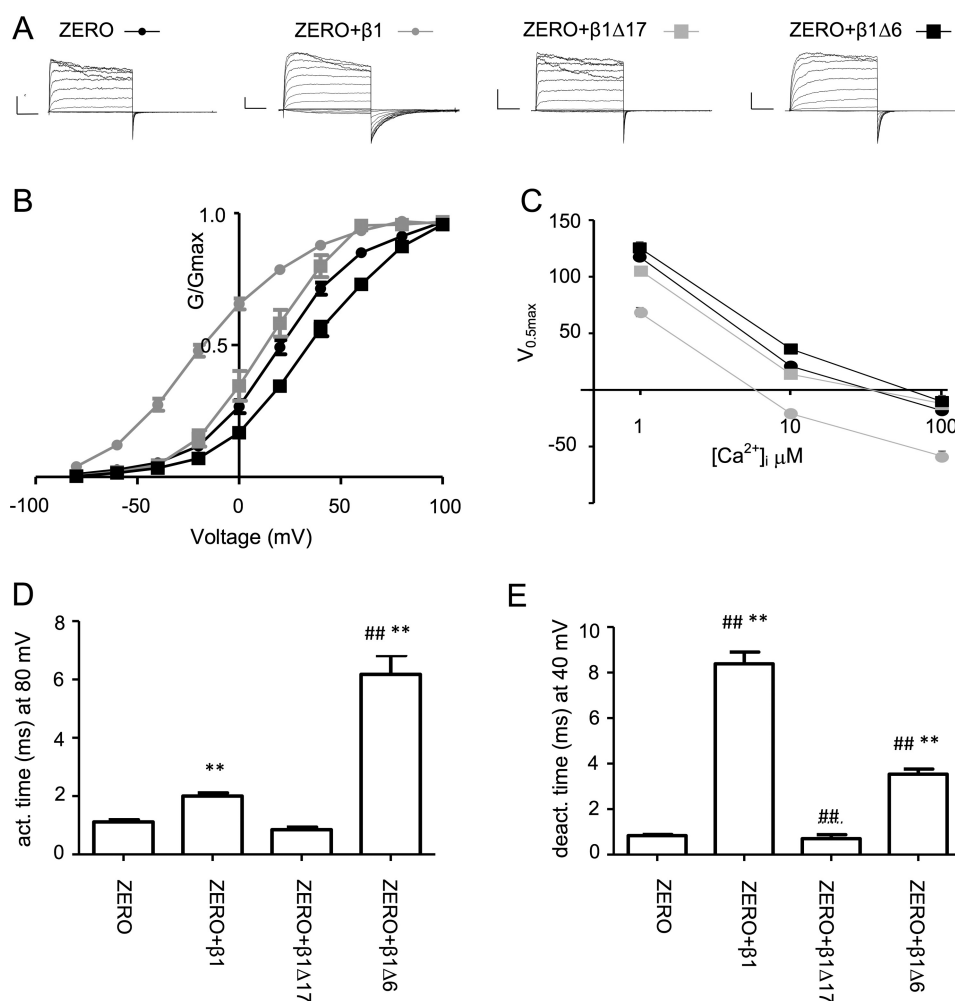 A
ZERO
ZERO+β1
ZERO+β1Δ17
ZERO+β1Δ6
B
1.0
G/Gmax
0.5
-100
-50
0
50
100
Voltage (mV)
C
150
100
50
-50
V0.5max
1
10
100
[Ca2+]i μM
D
8
6
4
2
0
act. time (ms) at 80 mV
**
## **
ZERO
ZERO+β1
ZERO+β1Δ17
ZERO+β1Δ6
E
10
8
6
4
2
0
deact. time (ms) at 40 mV
## **
##
## **
ZERO
ZERO+β1
ZERO+β1Δ17
ZERO+β1Δ6